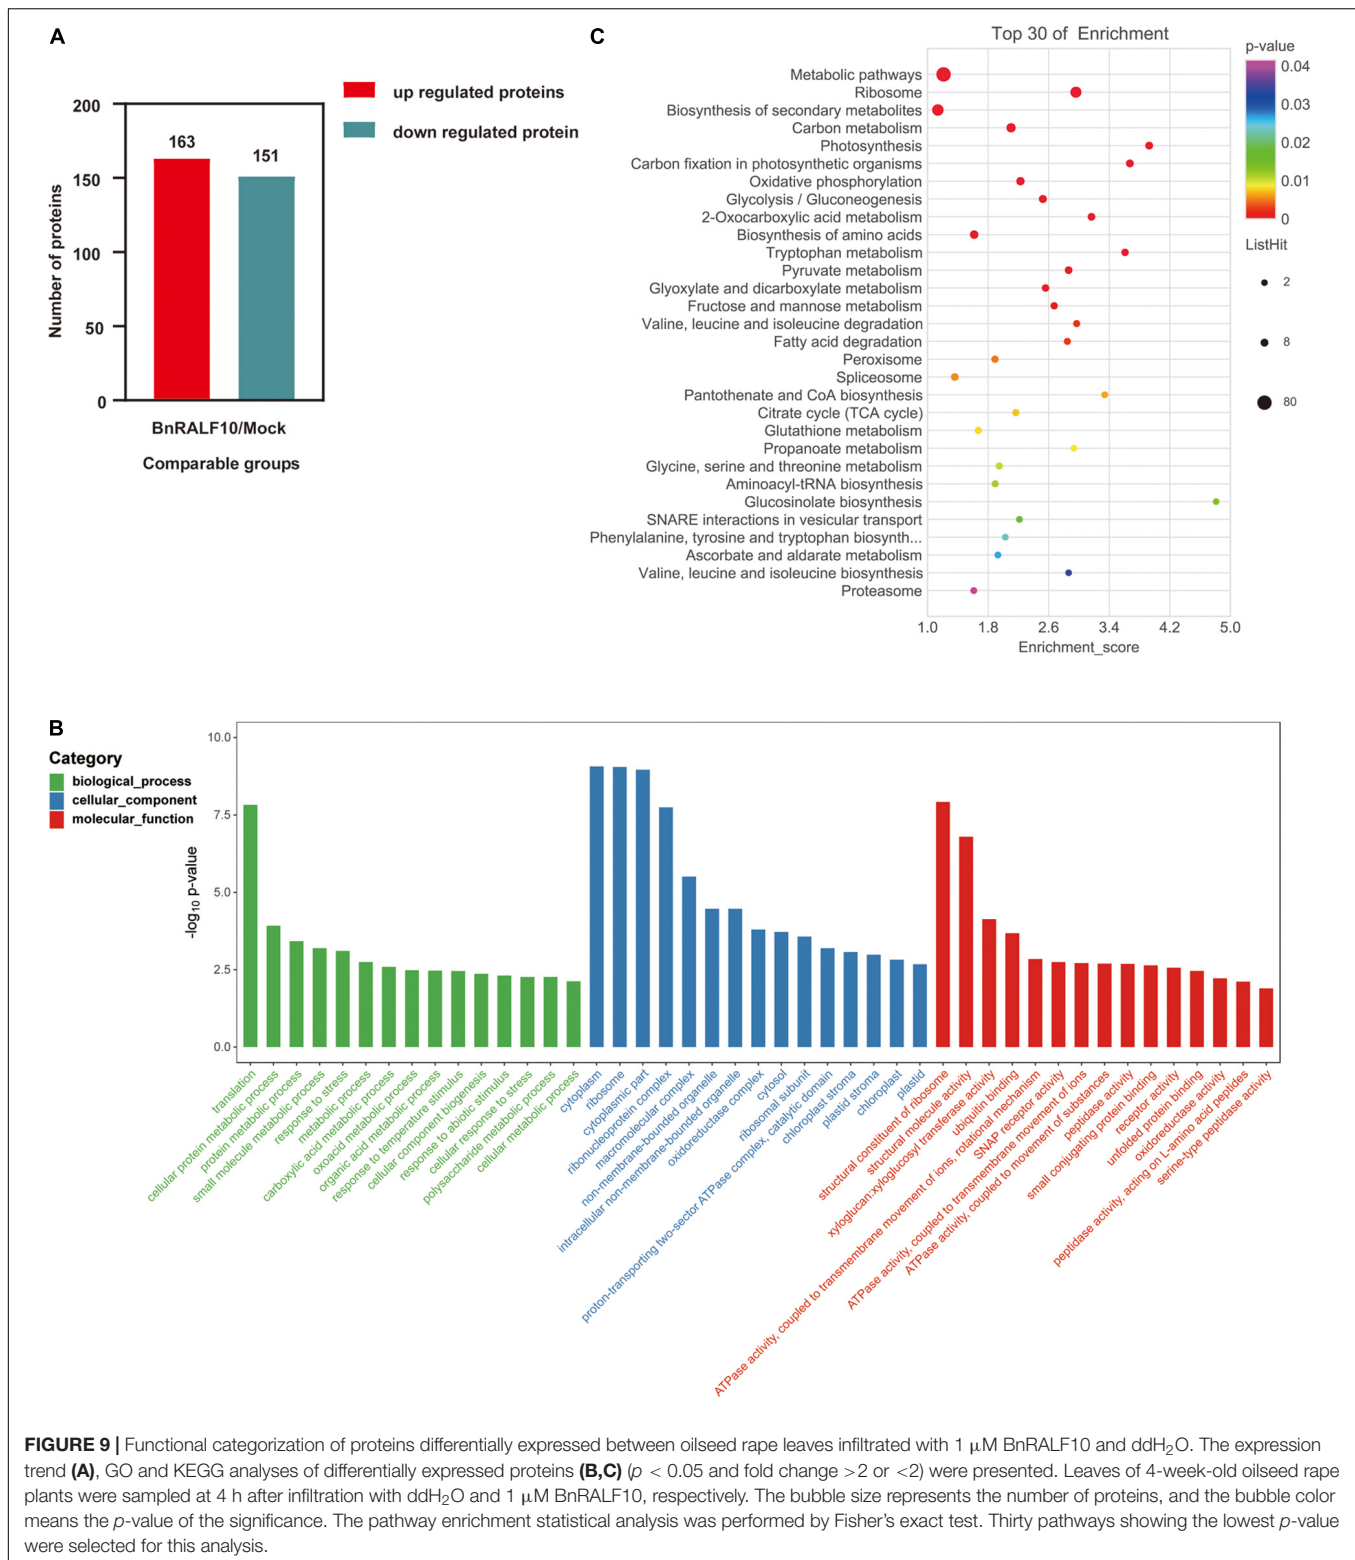 A
200
150
100
50
0
Number of proteins
163
151
BnRALF10/Mock
Comparable groups
up regulated proteins
down regulated protein
C
Top 30 of Enrichment
Metabolic pathways
Ribosome
Biosynthesis of secondary metabolites
Carbon metabolism
Photosynthesis
Carbon fixation in photosynthetic organisms
Oxidative phosphorylation
Glycolysis / Gluconeogenesis
2-Oxocarboxylic acid metabolism
Biosynthesis of amino acids
Tryptophan metabolism
Pyruvate metabolism
Glyoxylate and dicarboxylate metabolism
Fructose and mannose metabolism
Valine, leucine and isoleucine degradation
Fatty acid degradation
Peroxisome
Spliceosome
Pantothenate and CoA biosynthesis
Citrate cycle (TCA cycle)
Glutathione metabolism
Propanoate metabolism
Glycine, serine and threonine metabolism
Aminoacyl-tRNA biosynthesis
Glucosinolate biosynthesis
SNARE interactions in vesicular transport
Phenylalanine, tyrosine and tryptophan biosynth...
Ascorbate and aldarate metabolism
Valine, leucine and isoleucine biosynthesis
Proteasome
1.0 1.8 2.6 3.4 4.2 5.0
Enrichment_score
p-value
0.04
0.03
0.02
0.01
0
ListHit
2
8
80
B
Category
biological_process
cellular_component
molecular_function
10.0
7.5
5.0
2.5
0.0
-log10 p-value
translation
cellular protein metabolic process
protein metabolic process
small molecule metabolic process
response to stress
metabolic process
carboxylic acid metabolic process
oxoacid metabolic process
organic acid metabolic process
response to temperature stimulus
cellular component biogenesis
response to abiotic stimulus
cellular response to stress
polysaccharide metabolic process
cellular metabolic process
cytoplasm
ribosome
cytoplasmic part
ribonucleoprotein complex
macromolecular complex
non-membrane-bounded organelle
intracellular non-membrane-bounded organelle
oxidoreductase complex
cytosol
ribosomal subunit
proton-transporting two-sector ATPase complex, catalytic domain
chloroplast stroma
plastid stroma
chloroplast
plastid
structural constituent of ribosome
structural molecule activity
xyloglucan:xyloglucosyl transferase activity
ubiquitin binding
ATPase activity, coupled to transmembrane movement of ions, rotational mechanism
SNAP receptor activity
ATPase activity, coupled to transmembrane movement of ions
ATPase activity, coupled to movement of substances
peptidase activity
small conjugating protein binding
receptor activity
unfolded protein binding
oxidoreductase activity
peptidase activity, acting on L-amino acid peptides
serine-type peptidase activity
FIGURE 9 | Functional categorization of proteins differentially expressed between oilseed rape leaves infiltrated with 1 μM BnRALF10 and ddH2O. The expression
trend (A), GO and KEGG analyses of differentially expressed proteins (B,C) (p < 0.05 and fold change >2 or <2) were presented. Leaves of 4-week-old oilseed rape
plants were sampled at 4 h after infiltration with ddH2O and 1 μM BnRALF10, respectively. The bubble size represents the number of proteins, and the bubble color
means the p-value of the significance. The pathway enrichment statistical analysis was performed by Fisher's exact test. Thirty pathways showing the lowest p-value
were selected for this analysis.